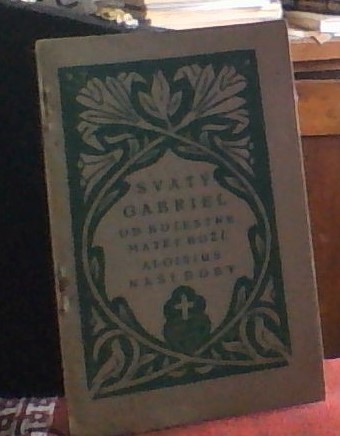 SVATÝ
GABRIEL
OD BOLESTNÉ
MATKY BOŽÍ
ALOISIUS
NAŠÍ DOBY